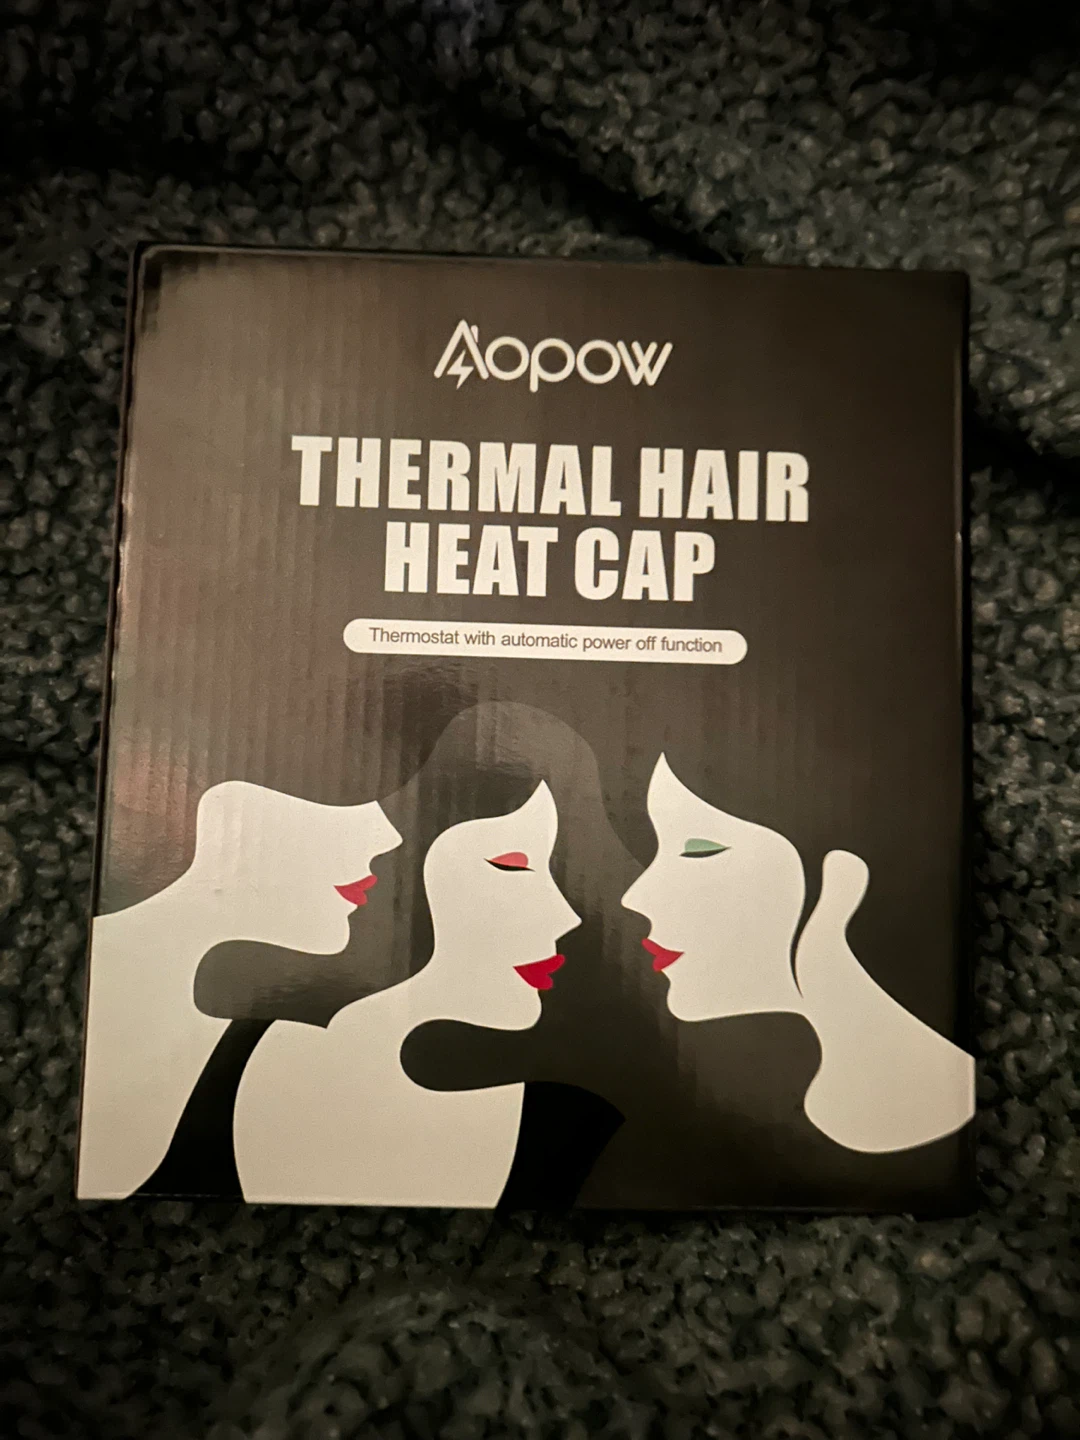 Aopow
THERMAL HAIR
HEAT CAP
Thermostat with automatic power off function